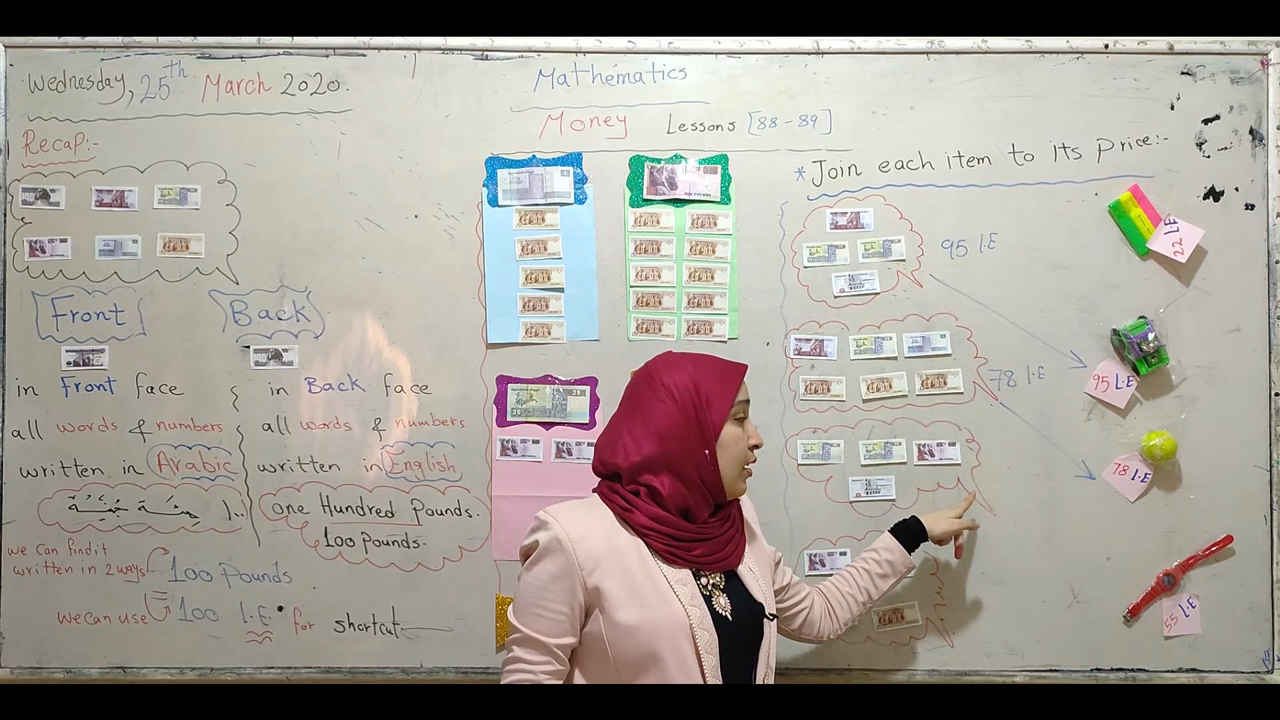 Wednesday, 25th March 2020.
Recap:-
Front
in Front face
all words & numbers
written in Arabic
Back
in Back face
all words & numbers
written in English
one Hundred Pounds.
100 Pounds.
we can find it
written in 2 ways
100 Pounds
we can use 100 L.E. for shortcut
Mathematics
Money Lessons [88-89]
20
* Join each item to its Price:-
95 L.E
78 L.E
22 L.E
95 L.E
78 L.E
55 L.E